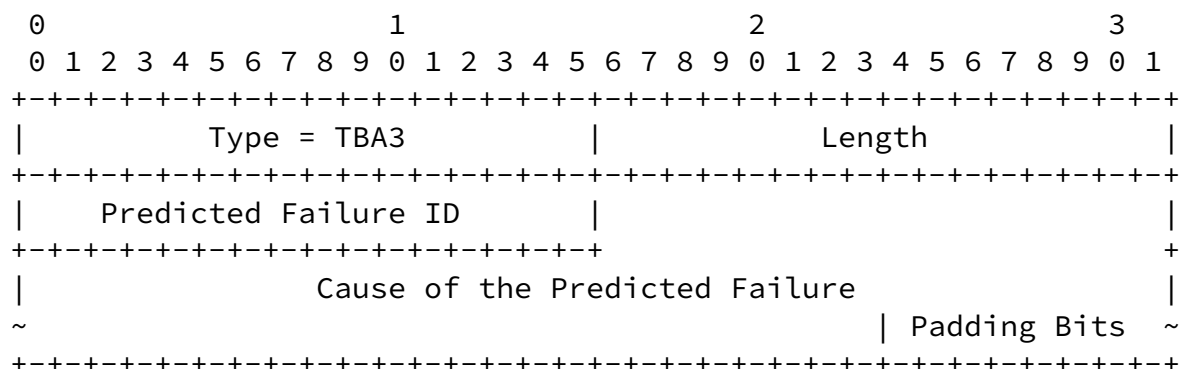 0                   1                   2                   3
 0 1 2 3 4 5 6 7 8 9 0 1 2 3 4 5 6 7 8 9 0 1 2 3 4 5 6 7 8 9 0 1
+-+-+-+-+-+-+-+-+-+-+-+-+-+-+-+-+-+-+-+-+-+-+-+-+-+-+-+-+-+-+-+-+
|          Type = TBA3          |            Length             |
+-+-+-+-+-+-+-+-+-+-+-+-+-+-+-+-+-+-+-+-+-+-+-+-+-+-+-+-+-+-+-+-+
|    Predicted Failure ID       |                               |
+-+-+-+-+-+-+-+-+-+-+-+-+-+-+-+-+                               +
|                Cause of the Predicted Failure                 |
~                                               | Padding Bits  ~
+-+-+-+-+-+-+-+-+-+-+-+-+-+-+-+-+-+-+-+-+-+-+-+-+-+-+-+-+-+-+-+-+